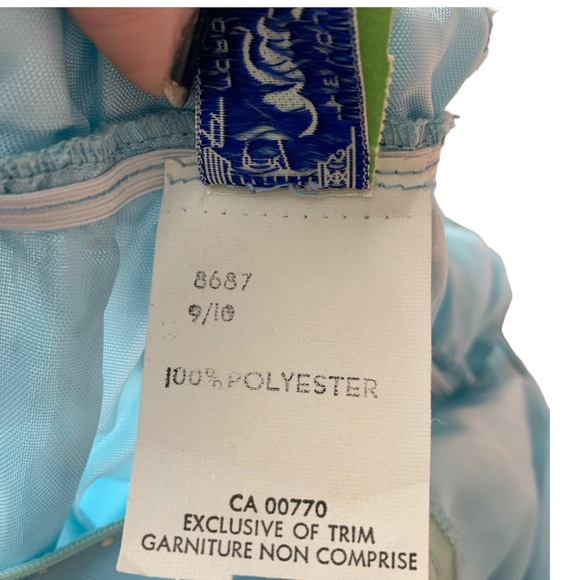 8687
9/10
100% POLYESTER
CA 00770
EXCLUSIVE OF TRIM
GARNITURE NON COMPRISE